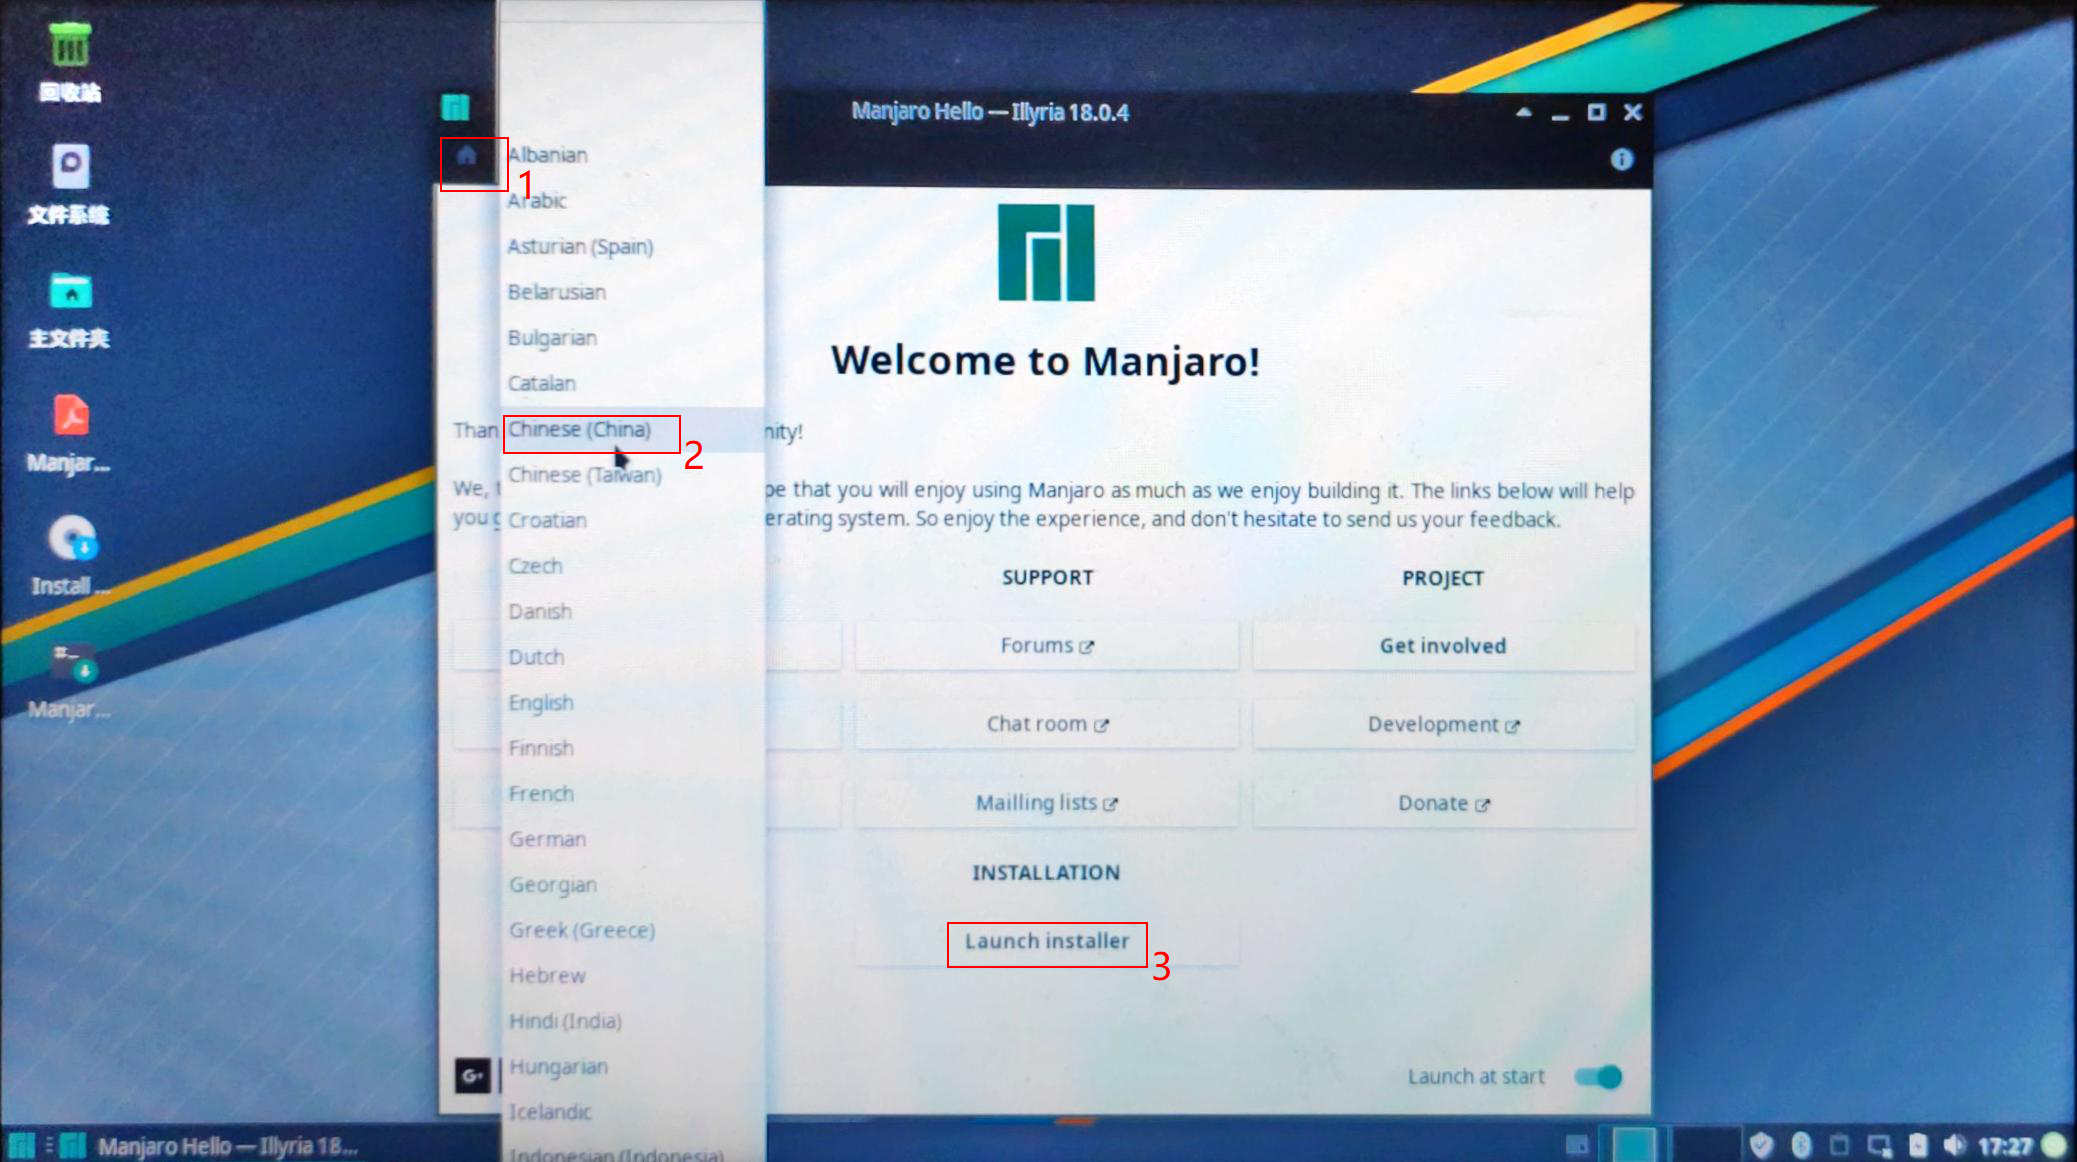 回收站
文件系统
主文件夹
Manjar...
Install ...
Manjar...
Manjaro Hello — Illyria 18.0.4
1
Albanian
Arabic
Asturian (Spain)
Belarusian
Bulgarian
Catalan
Chinese (China)
2
Chinese (Taiwan)
Croatian
Czech
Danish
Dutch
English
Finnish
French
German
Georgian
Greek (Greece)
Hebrew
Hindi (India)
Hungarian
Icelandic
Indonesian (Indonesia)
Welcome to Manjaro!
Than nity!
We, t pe that you will enjoy using Manjaro as much as we enjoy building it. The links below will help
you g erating system. So enjoy the experience, and don't hesitate to send us your feedback.
SUPPORT
PROJECT
Forums
Get involved
Chat room
Development
Mailling lists
Donate
INSTALLATION
Launch installer
3
G+
Launch at start
Manjaro Hello — Illyria 18...
17:27